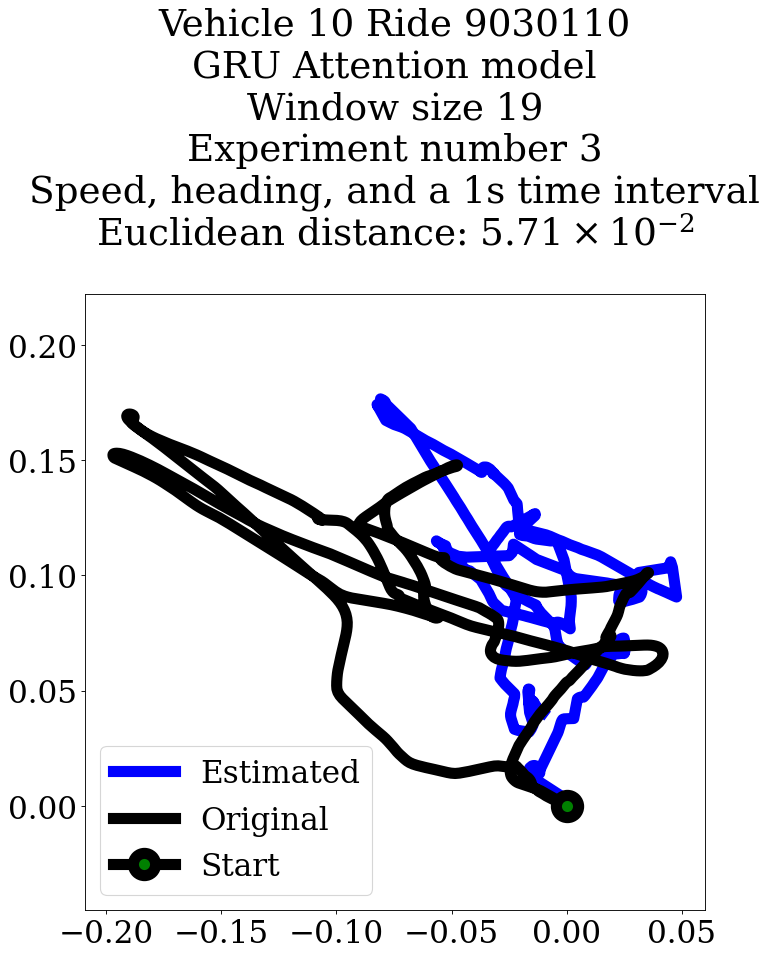 Vehicle 10 Ride 9030110
GRU Attention model
Window size 19
Experiment number 3
Speed, heading, and a 1s time interval
Euclidean distance: 5.71 × 10⁻²
0.20
0.15
0.10
0.05
0.00
Estimated
Original
Start
−0.20 −0.15 −0.10 −0.05 0.00 0.05